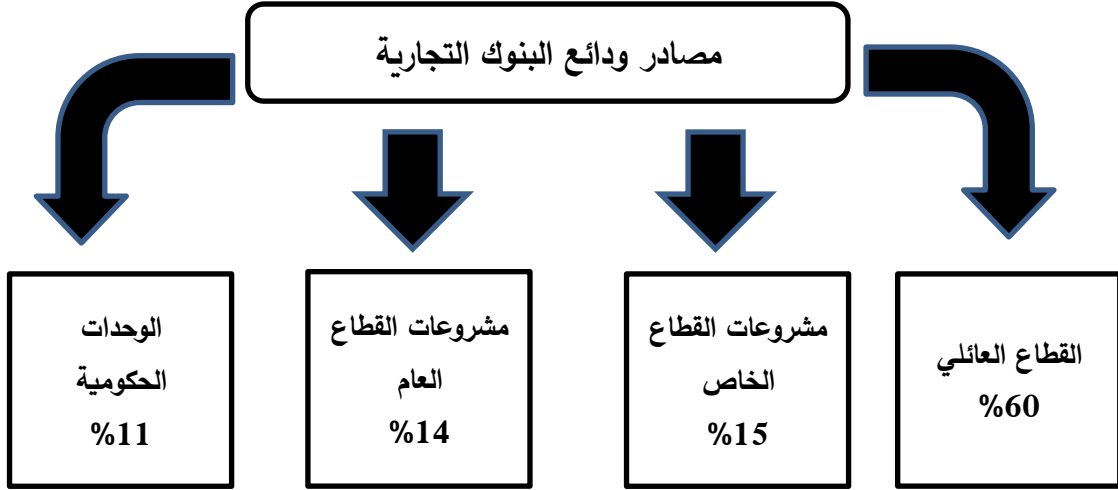 مصادر ودائع البنوك التجارية
القطاع العائلي
%60
مشروعات القطاع
الخاص
%15
مشروعات القطاع
العام
%14
الوحدات
الحكومية
%11